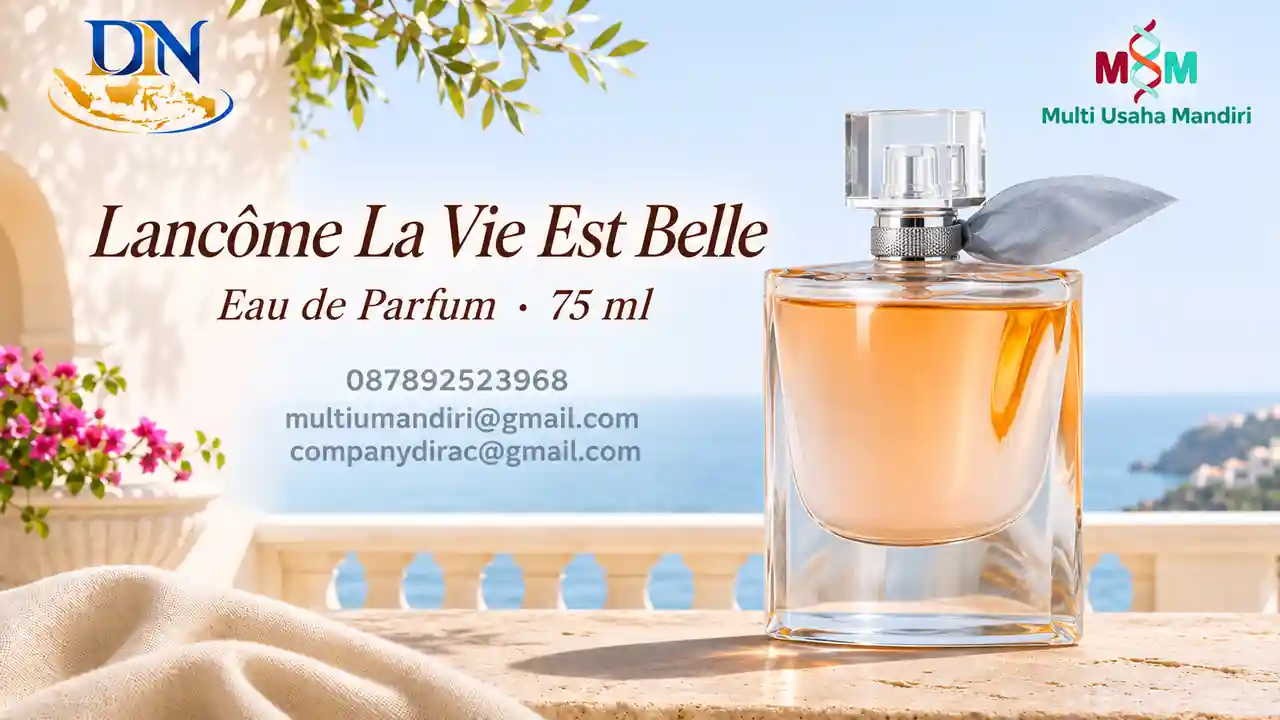 DIN
MSM
Multi Usaha Mandiri
Lancôme La Vie Est Belle
Eau de Parfum · 75 ml
087892523968
multiumandiri@gmail.com
companydirac@gmail.com